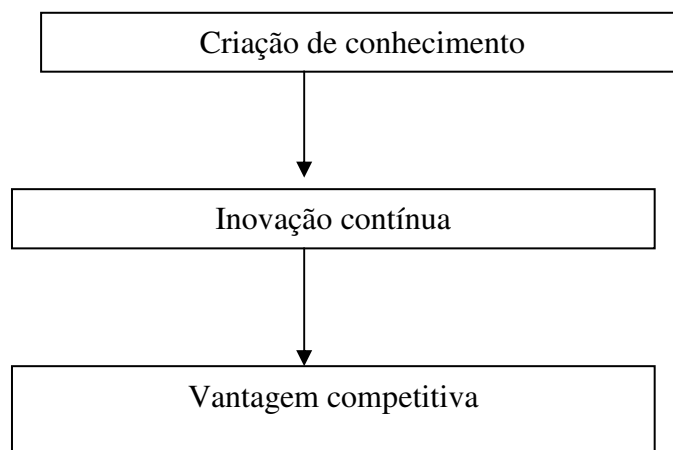 Criação de conhecimento
Inovação contínua
Vantagem competitiva